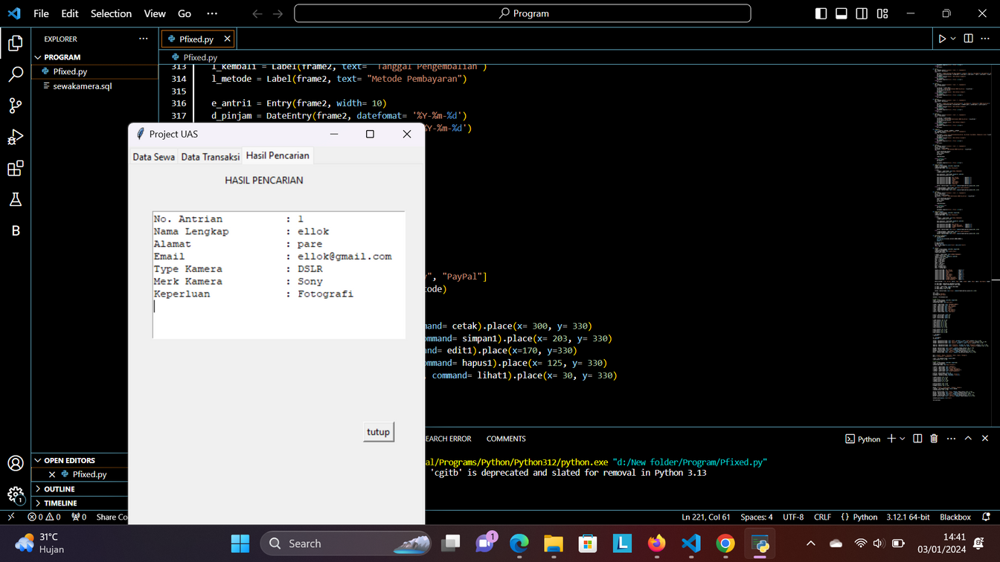 File Edit Selection View Go ···
Program
EXPLORER ···
PROGRAM
Pfixed.py
sewakamera.sql
Pfixed.py
Pfixed.py
313 l_kembali = Label(frame2, text= "Tanggal Pengembalian")
314 l_metode = Label(frame2, text= "Metode Pembayaran")
315
316 e_antri1 = Entry(frame2, width= 10)
317 d_pinjam = DateEntry(frame2, datefomat= '%Y-%m-%d')
%Y-%m-%d')
Project UAS
Data Sewa Data Transaksi Hasil Pencarian
HASIL PENCARIAN
No. Antrian : 1
Nama Lengkap : ellok
Alamat : pare
Email : ellok@gmail.com
Type Kamera : DSLR
Merk Kamera : Sony
Keperluan : Fotografi
tutup
", "PayPal"]
tode)
mand= cetak).place(x= 300, y= 330)
ommand= simpan1).place(x= 203, y= 330)
nd= edit1).place(x=170, y=330)
ommand= hapus1).place(x= 125, y= 330)
, command= lihat1).place(x= 30, y= 330)
EARCH ERROR COMMENTS
Python
al/Programs/Python/Python312/python.exe "d:/New folder/Program/Pfixed.py"
'cgitb' is deprecated and slated for removal in Python 3.13
OPEN EDITORS
Pfixed.py
OUTLINE
TIMELINE
0 0 0 Share Co
Ln 221, Col 61 Spaces: 4 UTF-8 CRLF {} Python 3.12.1 64-bit Blackbox
31°C
Hujan
Search
1
14:41
03/01/2024